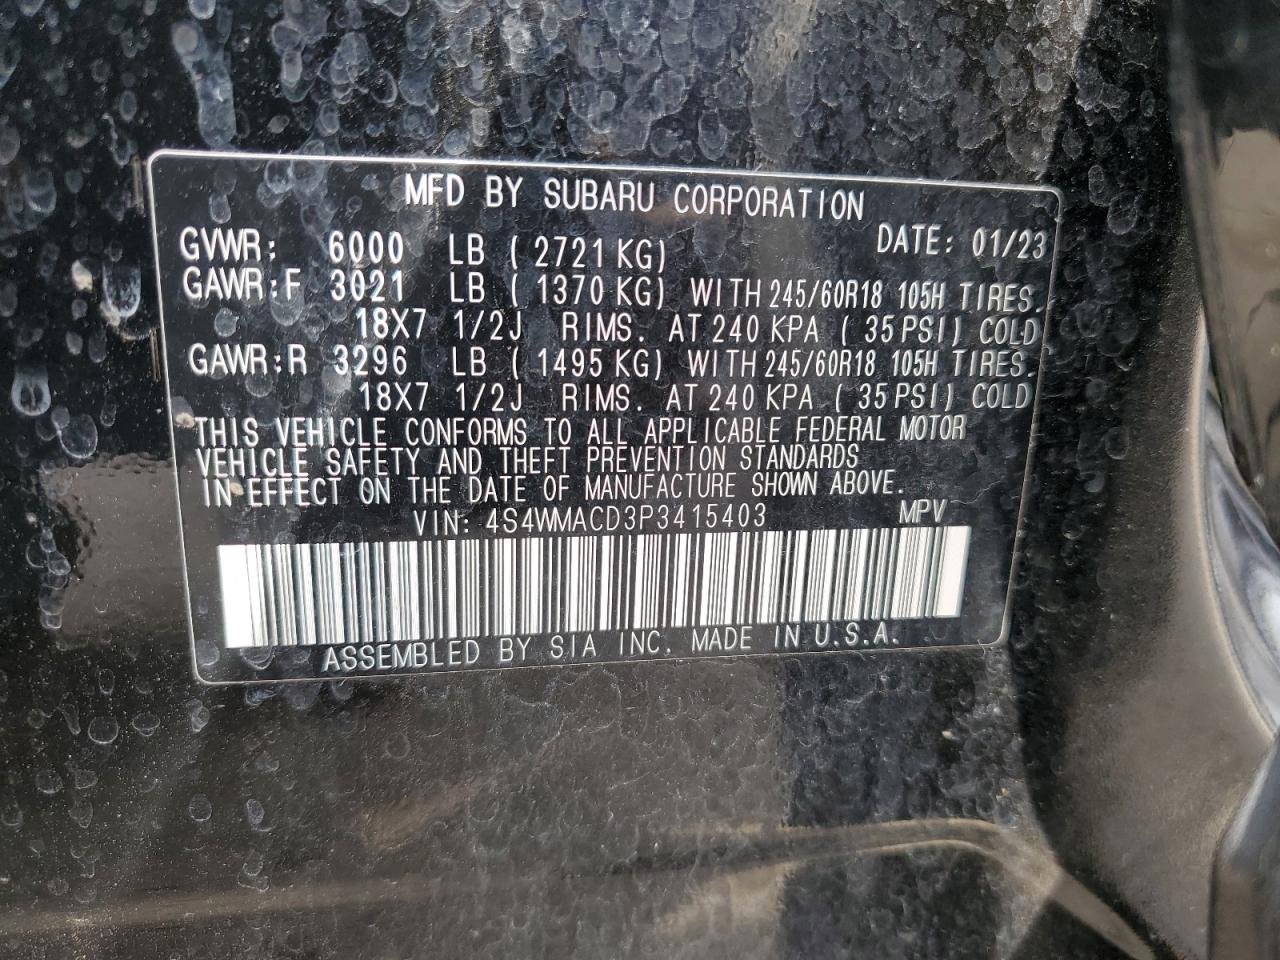 MFD BY SUBARU CORPORATION
GVWR: 6000 LB ( 2721 KG) DATE: 01/23
GAWR:F 3021 LB ( 1370 KG) WITH 245/60R18 105H TIRES.
18X7 1/2J RIMS. AT 240 KPA ( 35 PSI) COLD
GAWR:R 3296 LB ( 1495 KG) WITH 245/60R18 105H TIRES.
18X7 1/2J RIMS. AT 240 KPA ( 35 PSI) COLD
THIS VEHICLE CONFORMS TO ALL APPLICABLE FEDERAL MOTOR
VEHICLE SAFETY AND THEFT PREVENTION STANDARDS
IN EFFECT ON THE DATE OF MANUFACTURE SHOWN ABOVE.
VIN: 4S4WMACD3P3415403 MPV
ASSEMBLED BY SIA INC. MADE IN U.S.A.